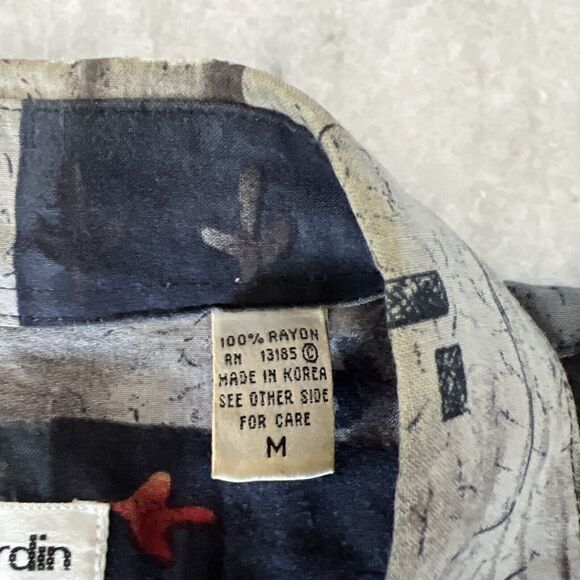 100% RAYON
RN 13185 ©
MADE IN KOREA
SEE OTHER SIDE
FOR CARE
M
rdin